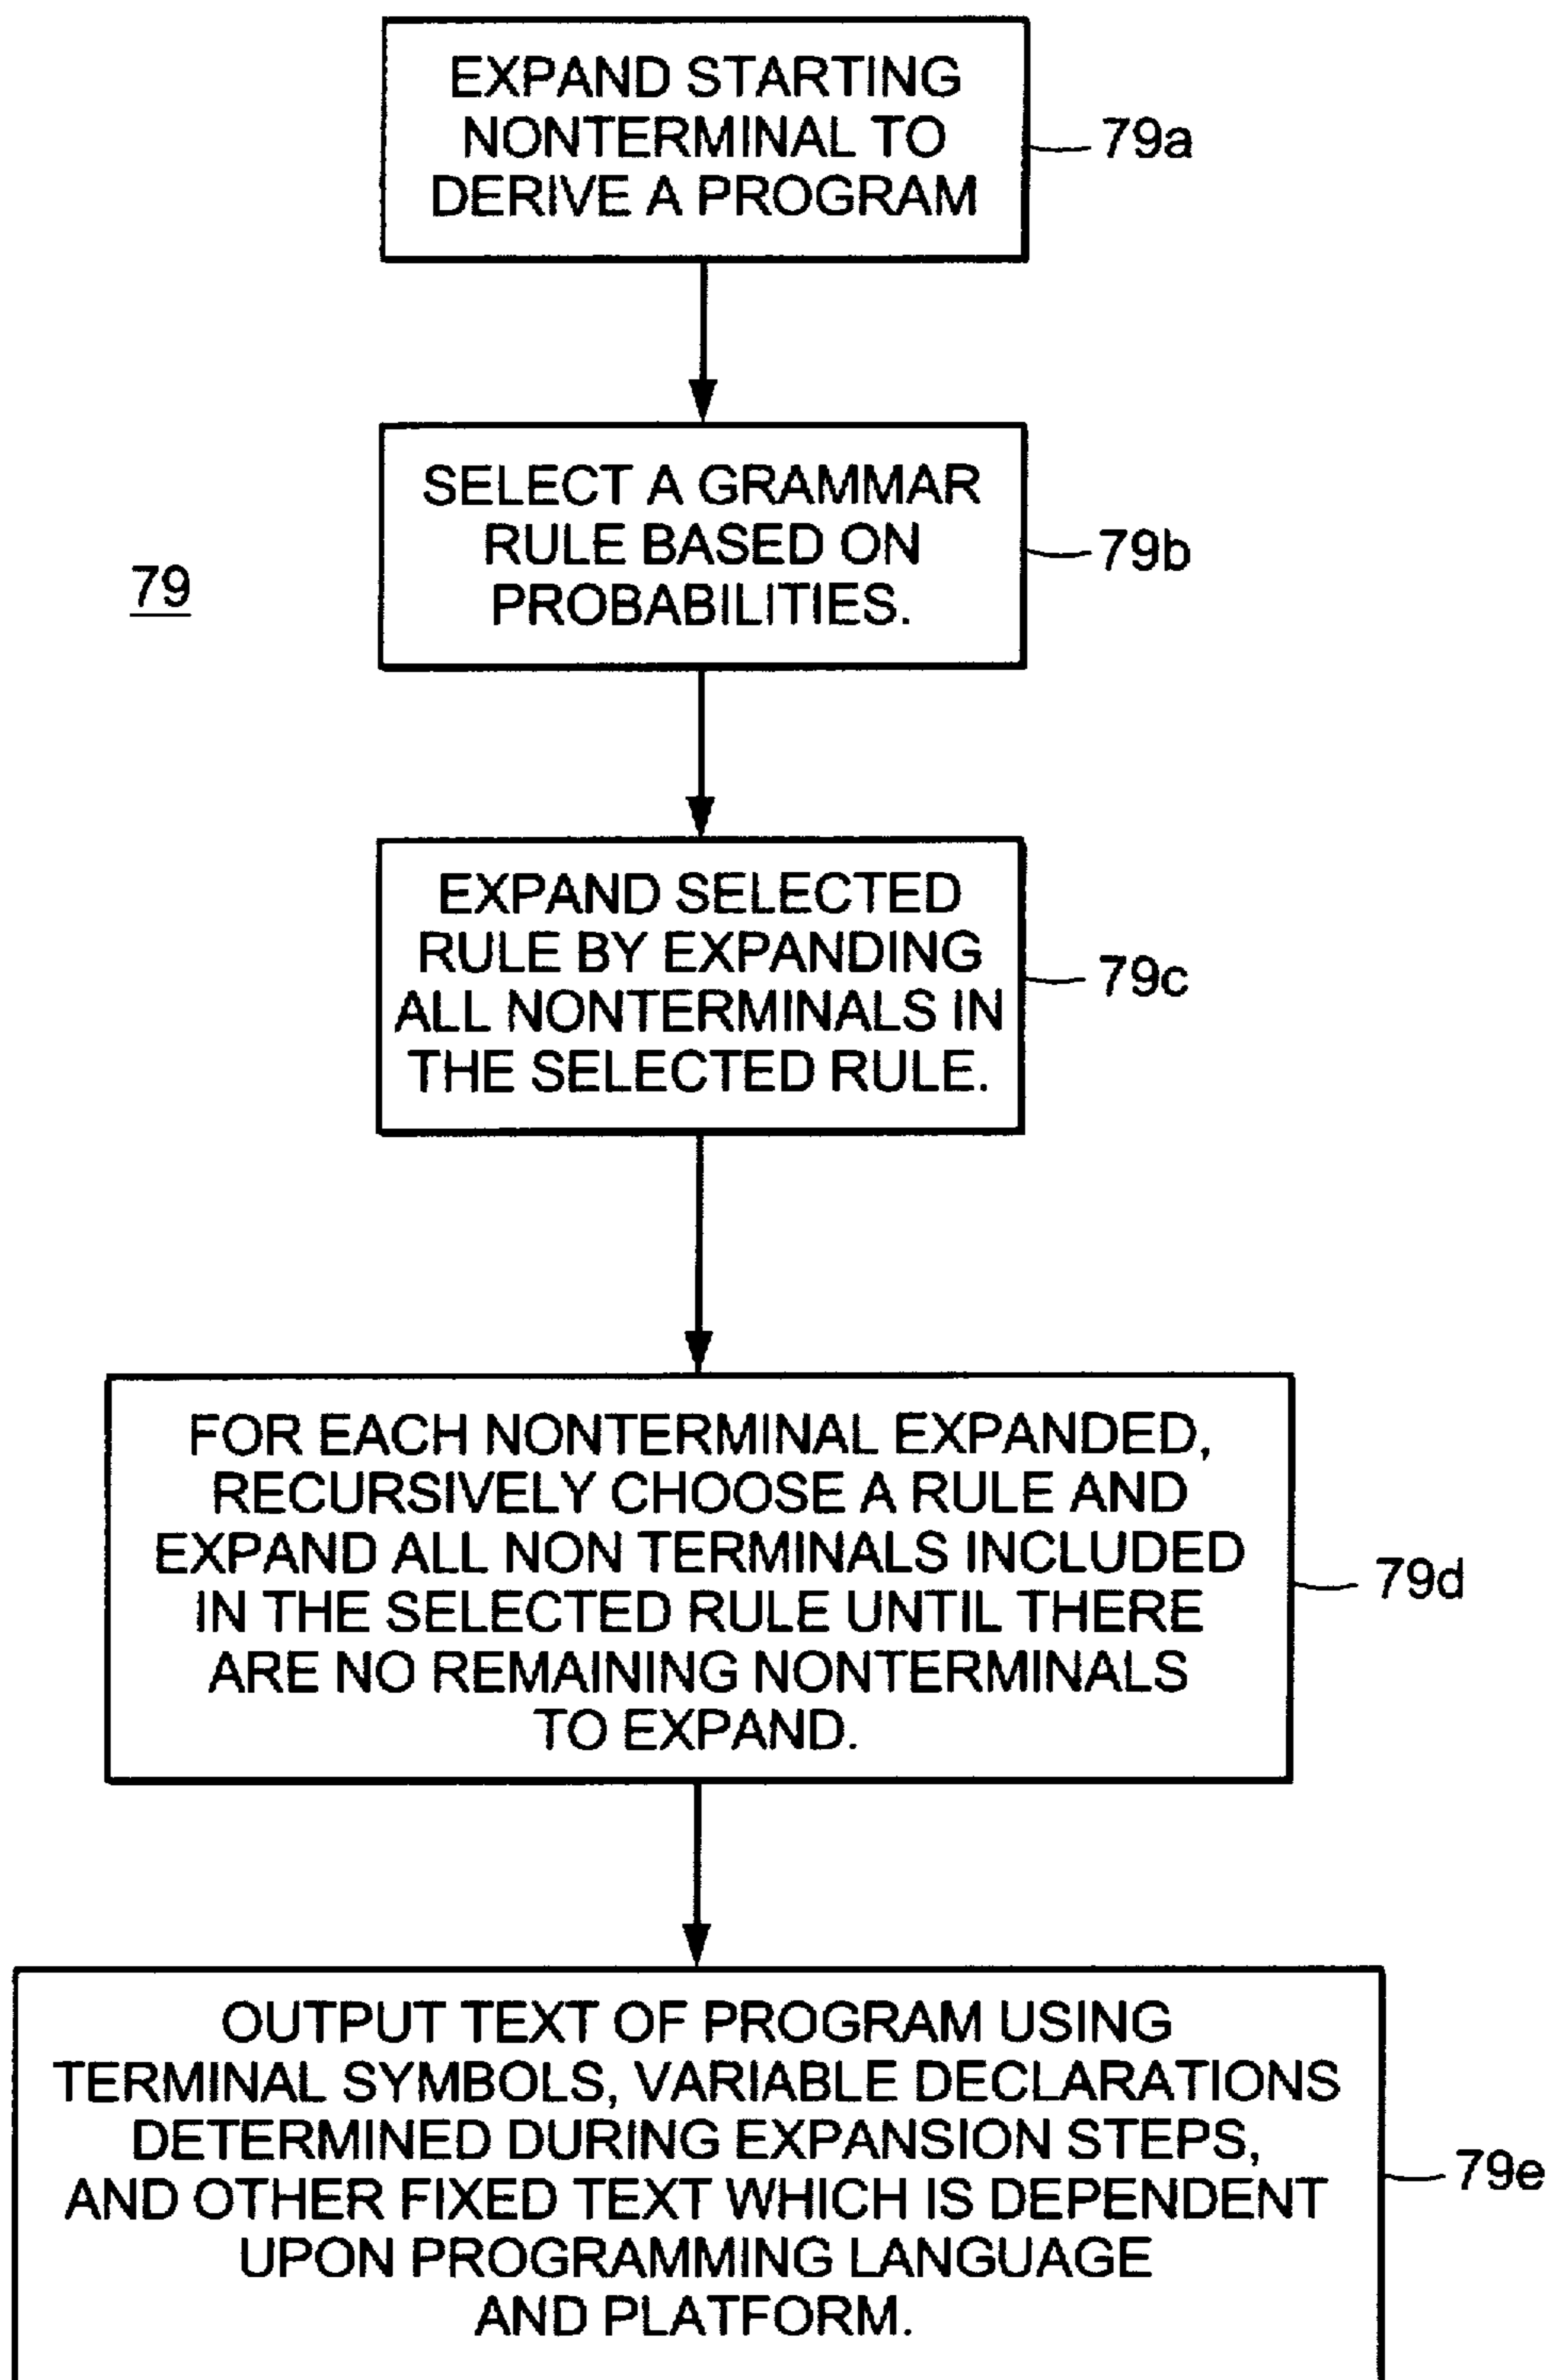 EXPAND STARTING
NONTERMINAL TO
DERIVE A PROGRAM
79a
SELECT A GRAMMAR
RULE BASED ON
PROBABILITIES.
79b
79
EXPAND SELECTED
RULE BY EXPANDING
ALL NONTERMINALS IN
THE SELECTED RULE.
79c
FOR EACH NONTERMINAL EXPANDED,
RECURSIVELY CHOOSE A RULE AND
EXPAND ALL NON TERMINALS INCLUDED
IN THE SELECTED RULE UNTIL THERE
ARE NO REMAINING NONTERMINALS
TO EXPAND.
79d
OUTPUT TEXT OF PROGRAM USING
TERMINAL SYMBOLS, VARIABLE DECLARATIONS
DETERMINED DURING EXPANSION STEPS,
AND OTHER FIXED TEXT WHICH IS DEPENDENT
UPON PROGRAMMING LANGUAGE
AND PLATFORM.
79e